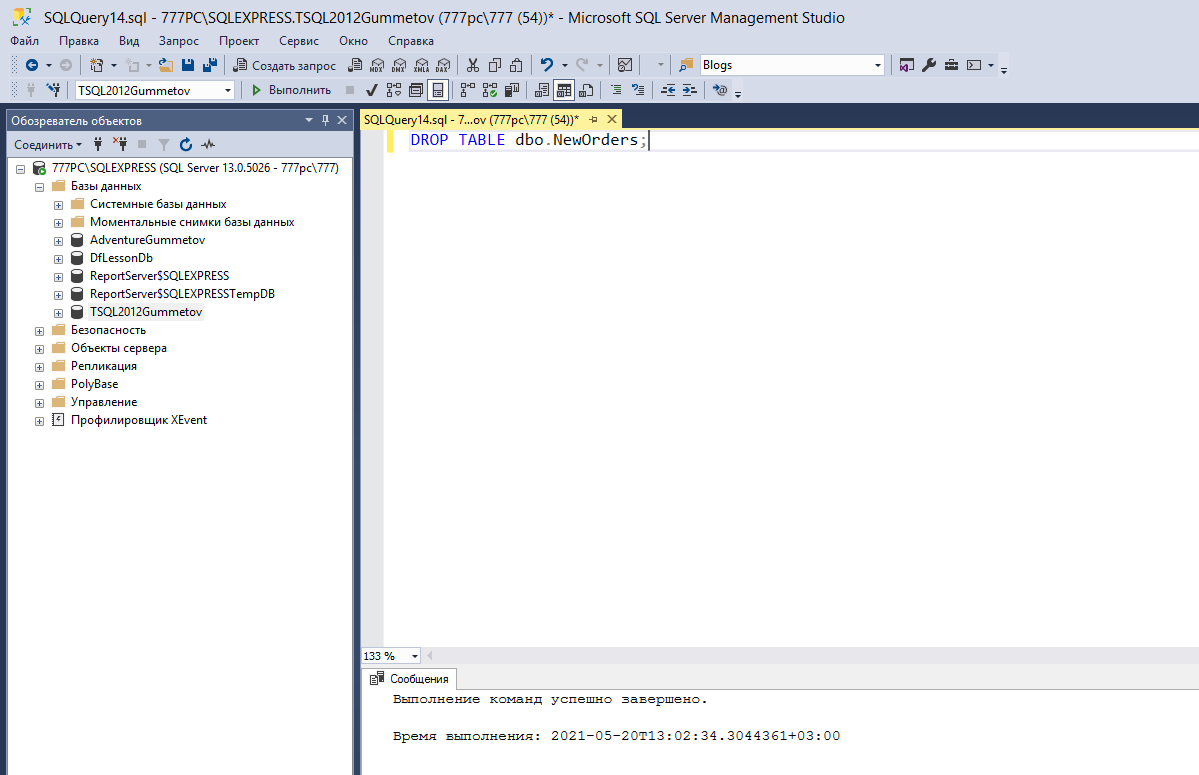 SQLQuery14.sql - 777PC\SQLEXPRESS.TSQL2012Gummetov (777pc\777 (54))* - Microsoft SQL Server Management Studio
Файл Правка Вид Запрос Проект Сервис Окно Справка
Создать запрос MDX DMX XMLA DAX Blogs
TSQL2012Gummetov Выполнить
Обозреватель объектов
SQLQuery14.sql - 7...ov (777pc\777 (54))*
Соединить
DROP TABLE dbo.NewOrders;
777PC\SQLEXPRESS (SQL Server 13.0.5026 - 777pc\777)
Базы данных
Системные базы данных
Моментальные снимки базы данных
AdventureGummetov
DfLessonDb
ReportServer$SQLEXPRESS
ReportServer$SQLEXPRESSTempDB
TSQL2012Gummetov
Безопасность
Объекты сервера
Репликация
PolyBase
Управление
Профилировщик XEvent
133 %
Сообщения
Выполнение команд успешно завершено.
Время выполнения: 2021-05-20T13:02:34.3044361+03:00